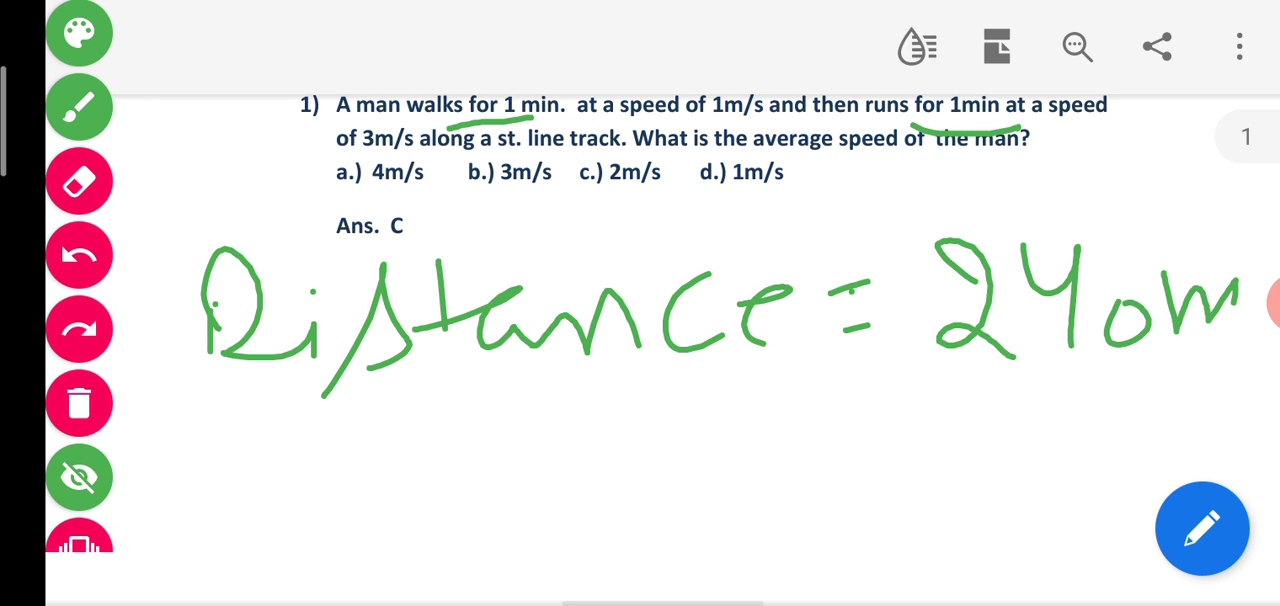 1) A man walks for 1 min. at a speed of 1m/s and then runs for 1min at a speed
of 3m/s along a st. line track. What is the average speed of the man?
a.) 4m/s b.) 3m/s c.) 2m/s d.) 1m/s
Ans. C
Distance = 240m
1